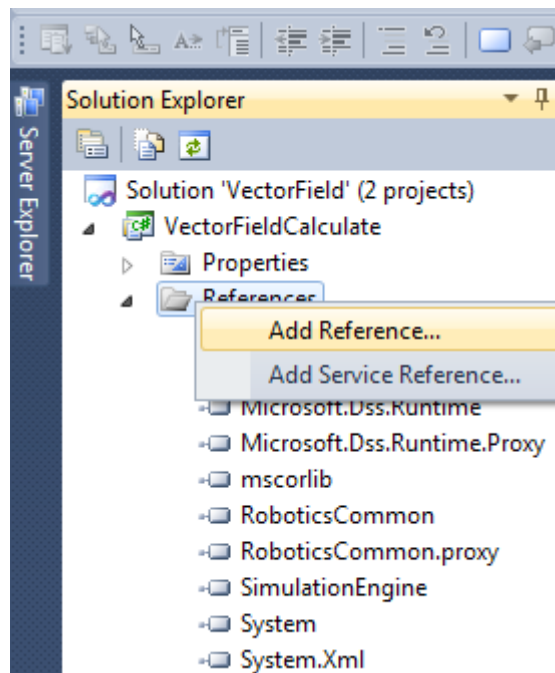 Solution Explorer
Server Explorer
Solution 'VectorField' (2 projects)
VectorFieldCalculate
Properties
References
Add Reference...
Add Service Reference...
Microsoft.Dss.Runtime
Microsoft.Dss.Runtime.Proxy
mscorlib
RoboticsCommon
RoboticsCommon.proxy
SimulationEngine
System
System.Xml